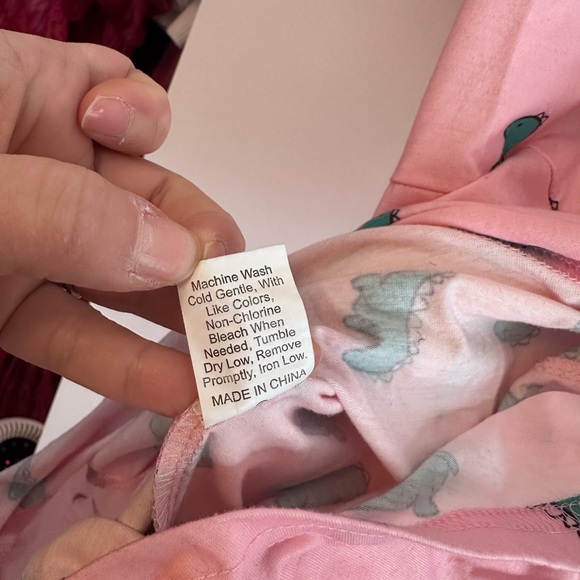 Machine Wash
Cold Gentle, With
Like Colors,
Non-Chlorine
Bleach When
Needed, Tumble
Dry Low, Remove
Promptly, Iron Low.
MADE IN CHINA